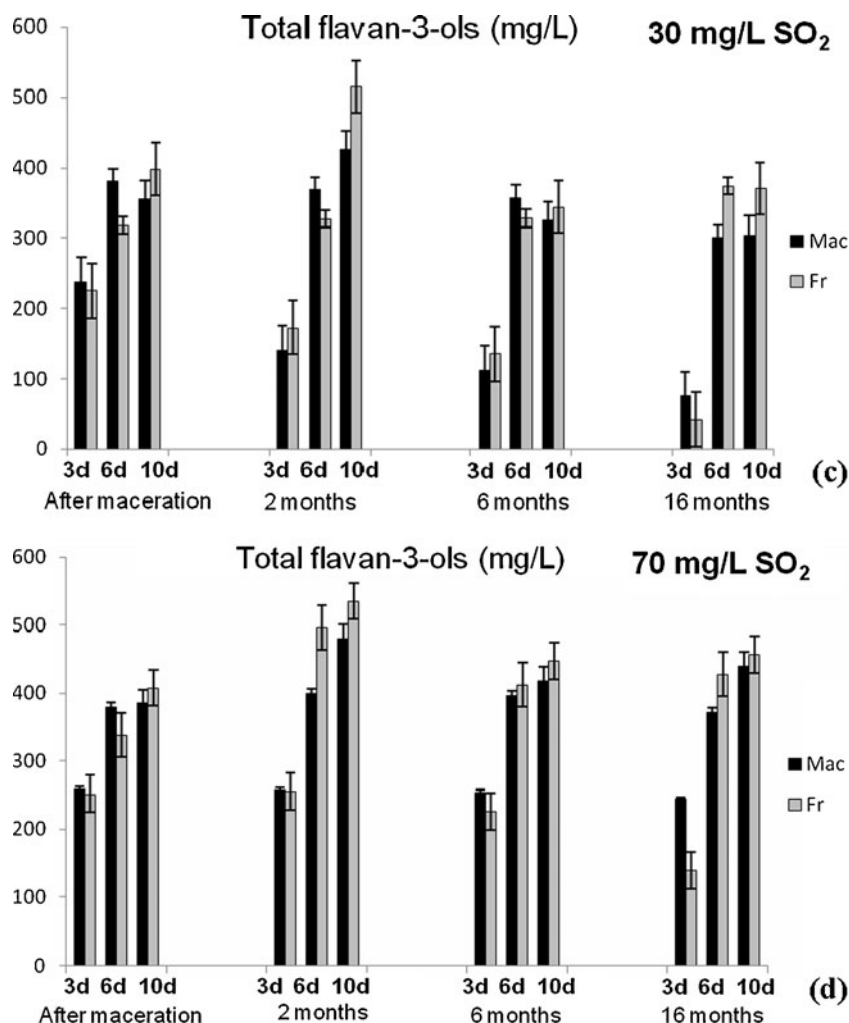 Total flavan-3-ols (mg/L) 30 mg/L SO₂
600
500
400
300
200
100
0
Mac
Fr
3d 6d 10d 3d 6d 10d 3d 6d 10d 3d 6d 10d
After maceration 2 months 6 months 16 months
(c)
Total flavan-3-ols (mg/L) 70 mg/L SO₂
600
500
400
300
200
100
0
Mac
Fr
3d 6d 10d 3d 6d 10d 3d 6d 10d 3d 6d 10d
After maceration 2 months 6 months 16 months
(d)